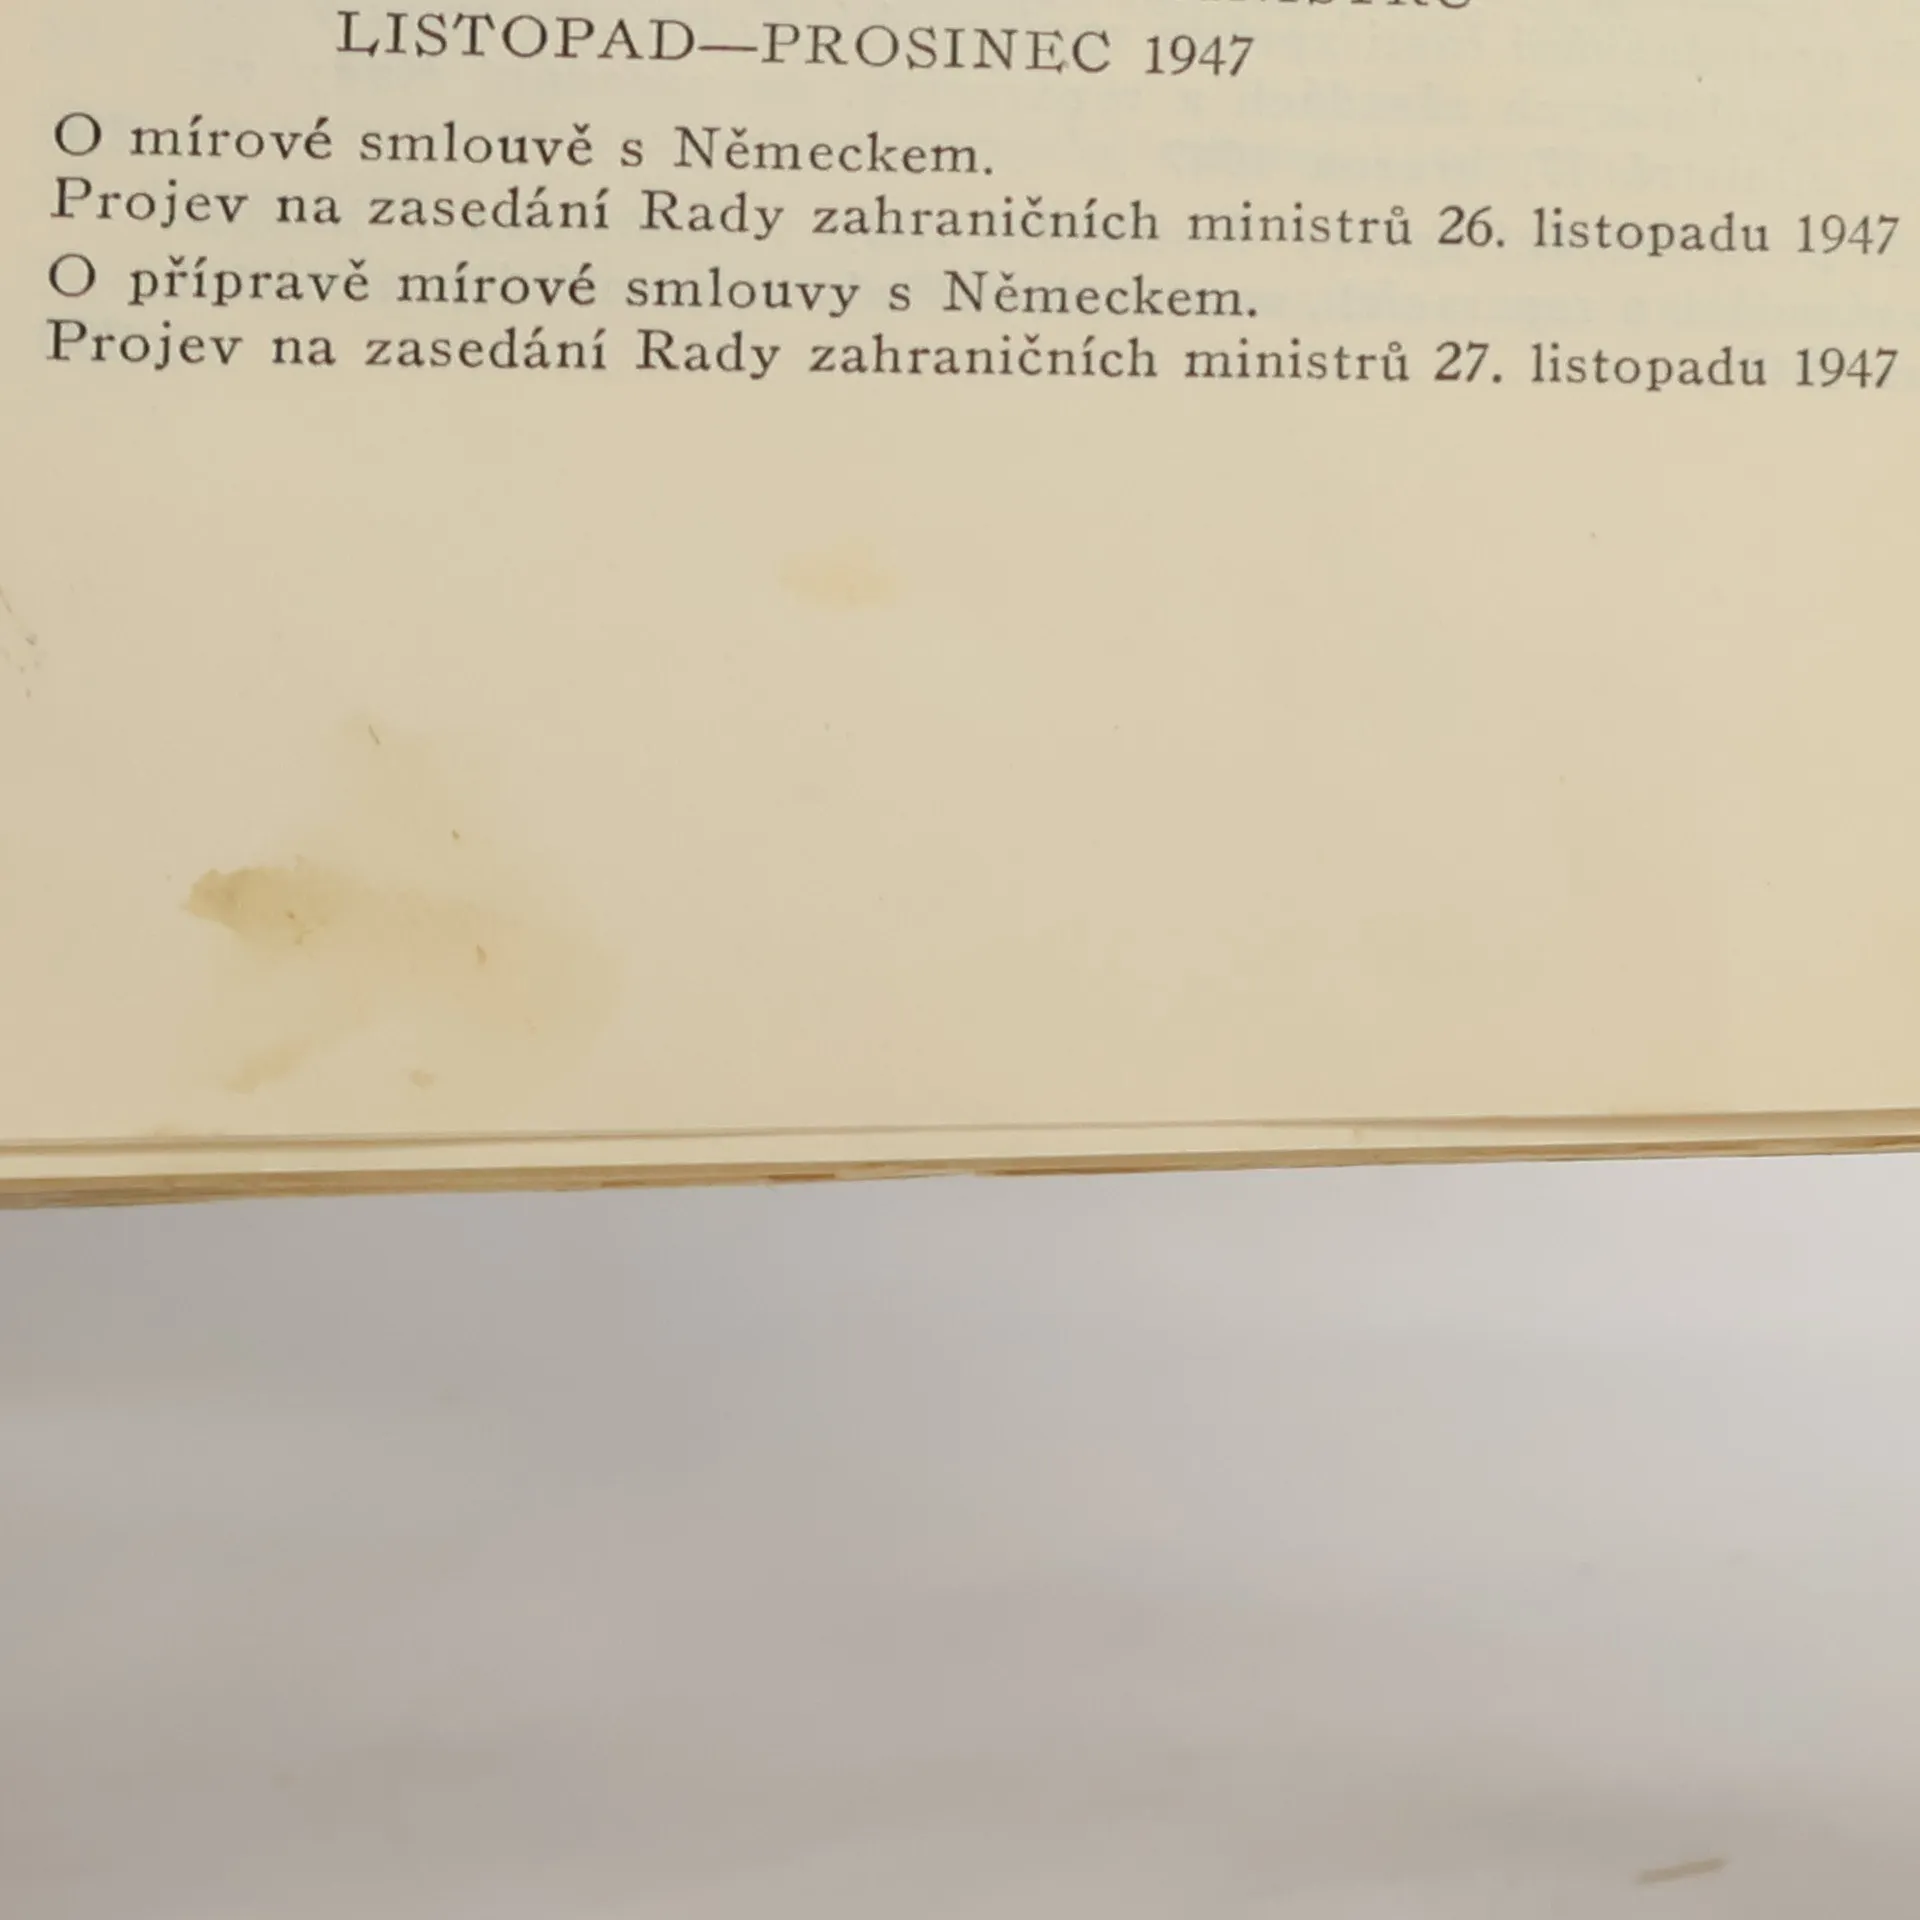 LISTOPAD—PROSINEC 1947
O mírové smlouvě s Německem.
Projev na zasedání Rady zahraničních ministrů 26. listopadu 1947
O přípravě mírové smlouvy s Německem.
Projev na zasedání Rady zahraničních ministrů 27. listopadu 1947